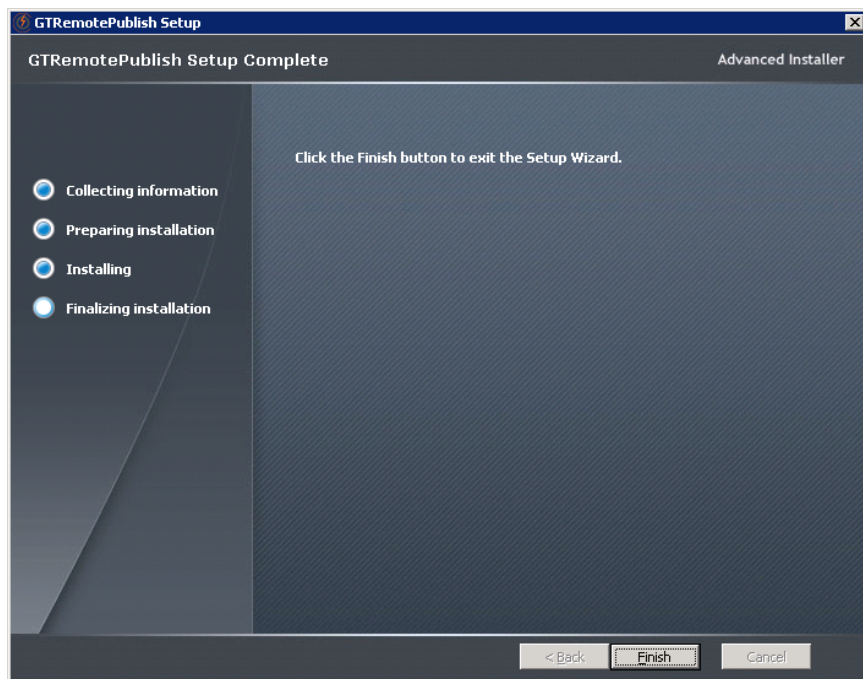 GTRemotePublish Setup
GTRemotePublish Setup Complete
Advanced Installer
Click the Finish button to exit the Setup Wizard.
Collecting information
Preparing installation
Installing
Finalizing installation
< Back
Finish
Cancel